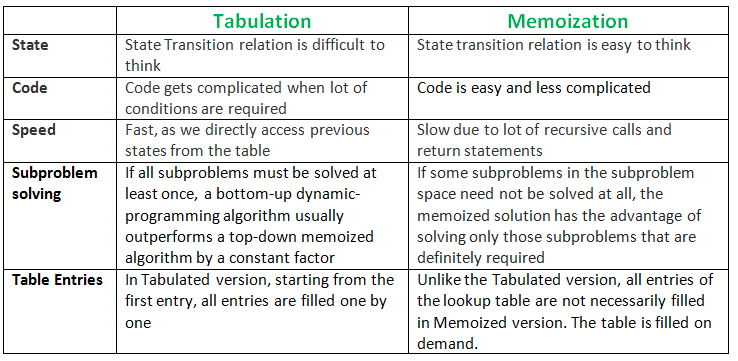 Tabulation Memoization
State State Transition relation is difficult to think State transition relation is easy to think
Code Code gets complicated when lot of conditions are required Code is easy and less complicated
Speed Fast, as we directly access previous states from the table Slow due to lot of recursive calls and return statements
Subproblem solving If all subproblems must be solved at least once, a bottom-up dynamic-programming algorithm usually outperforms a top-down memoized algorithm by a constant factor If some subproblems in the subproblem space need not be solved at all, the memoized solution has the advantage of solving only those subproblems that are definitely required
Table Entries In Tabulated version, starting from the first entry, all entries are filled one by one Unlike the Tabulated version, all entries of the lookup table are not necessarily filled in Memoized version. The table is filled on demand.